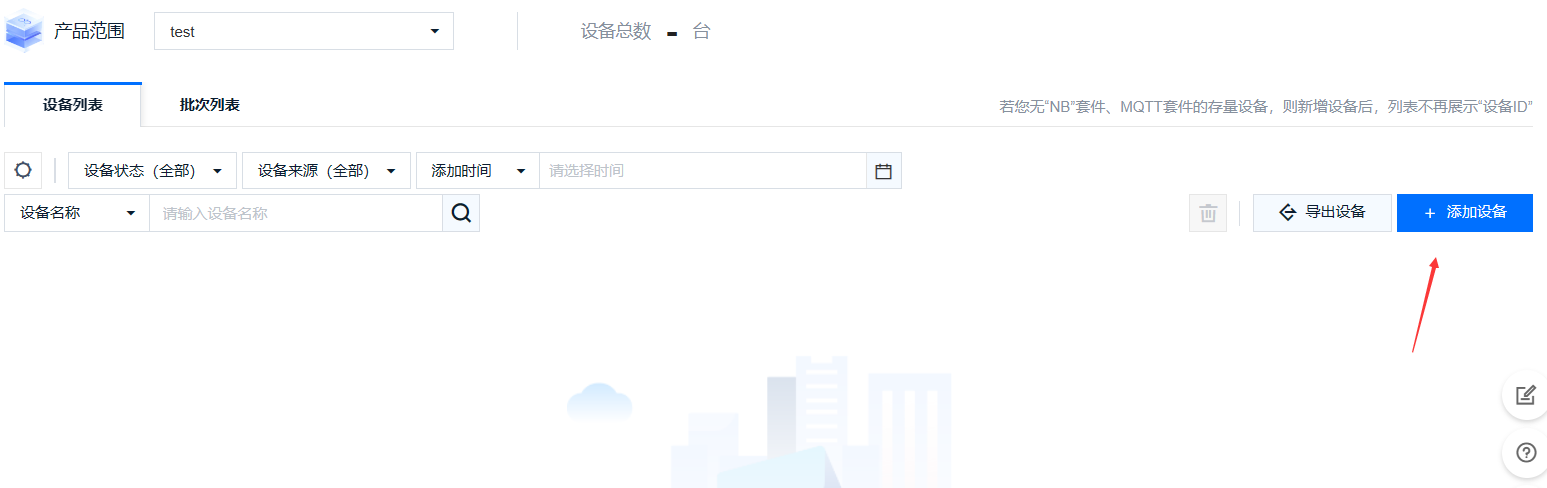 产品范围 test 设备总数 - 台
设备列表 批次列表 若您无“NB”套件、MQTT套件的存量设备，则新增设备后，列表不再展示“设备ID”
设备状态（全部） 设备来源（全部） 添加时间 请选择时间
设备名称 请输入设备名称 导出设备 + 添加设备